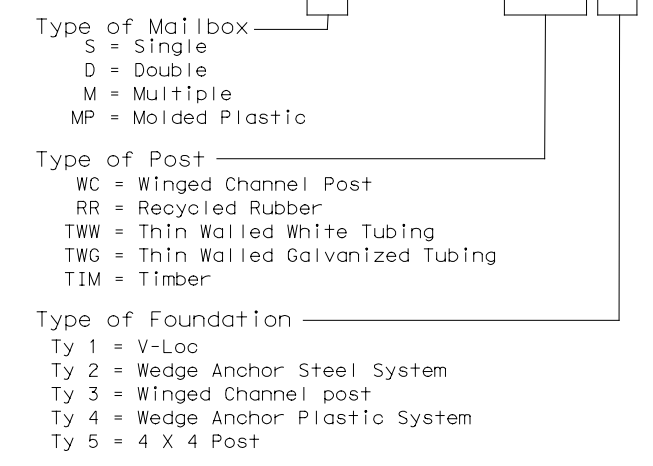 Type of Mailbox
S = Single
D = Double
M = Multiple
MP = Molded Plastic
Type of Post
WC = Winged Channel Post
RR = Recycled Rubber
TWW = Thin Walled White Tubing
TWG = Thin Walled Galvanized Tubing
TIM = Timber
Type of Foundation
Ty 1 = V-Loc
Ty 2 = Wedge Anchor Steel System
Ty 3 = Winged Channel post
Ty 4 = Wedge Anchor Plastic System
Ty 5 = 4 X 4 Post